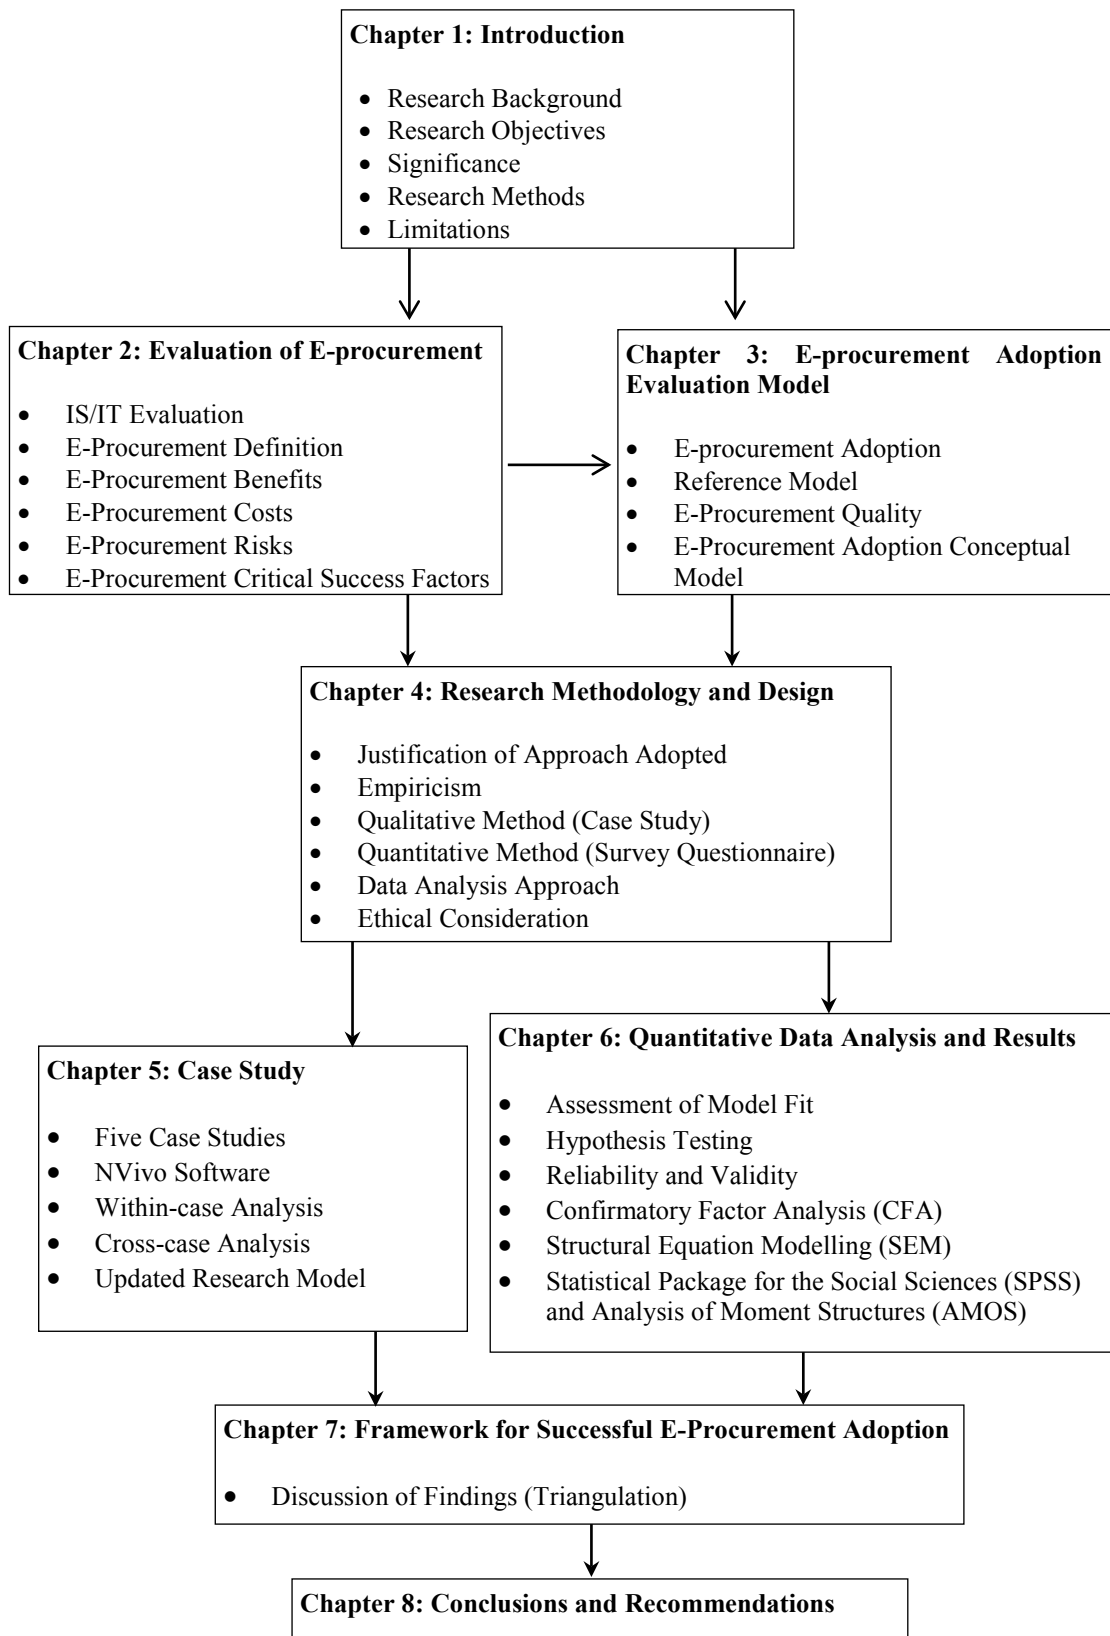 Chapter 1: Introduction
• Research Background
• Research Objectives
• Significance
• Research Methods
• Limitations
Chapter 2: Evaluation of E-procurement
• IS/IT Evaluation
• E-Procurement Definition
• E-Procurement Benefits
• E-Procurement Costs
• E-Procurement Risks
• E-Procurement Critical Success Factors
Chapter 3: E-procurement Adoption
Evaluation Model
• E-procurement Adoption
• Reference Model
• E-Procurement Quality
• E-Procurement Adoption Conceptual
Model
Chapter 4: Research Methodology and Design
• Justification of Approach Adopted
• Empiricism
• Qualitative Method (Case Study)
• Quantitative Method (Survey Questionnaire)
• Data Analysis Approach
• Ethical Consideration
Chapter 5: Case Study
• Five Case Studies
• NVivo Software
• Within-case Analysis
• Cross-case Analysis
• Updated Research Model
Chapter 6: Quantitative Data Analysis and Results
• Assessment of Model Fit
• Hypothesis Testing
• Reliability and Validity
• Confirmatory Factor Analysis (CFA)
• Structural Equation Modelling (SEM)
• Statistical Package for the Social Sciences (SPSS)
and Analysis of Moment Structures (AMOS)
Chapter 7: Framework for Successful E-Procurement Adoption
• Discussion of Findings (Triangulation)
Chapter 8: Conclusions and Recommendations